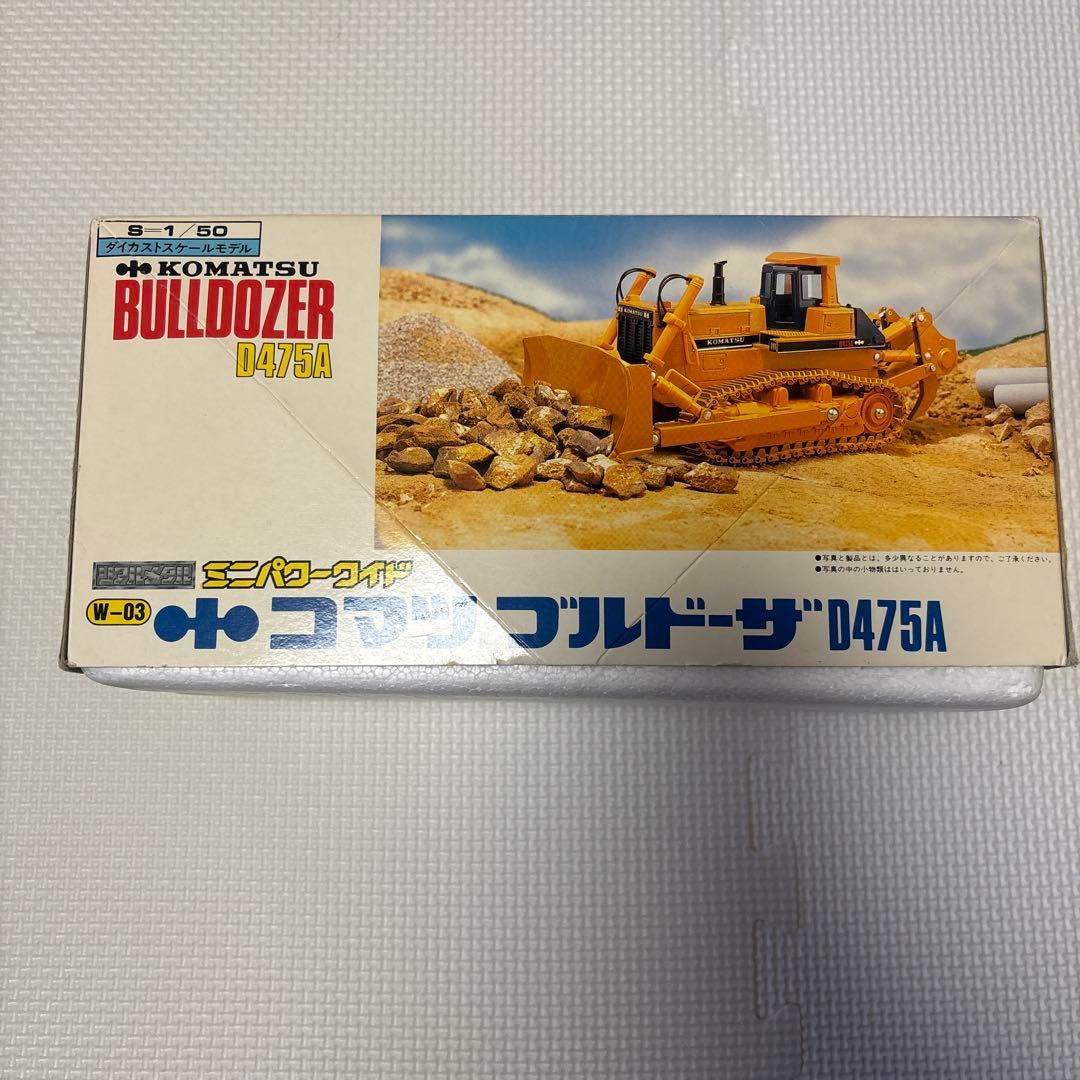 S=1/50
ダイカストスケールモデル
KOMATSU
BULLDOZER
D475A
KOMATSU
D475A
●写真と製品とは、多少異なることがありますので、ご了承ください。
●写真の中の小物類ははいっておりません。
ミニパワーワイド
W-03
コマツ ブルドーザ D475A